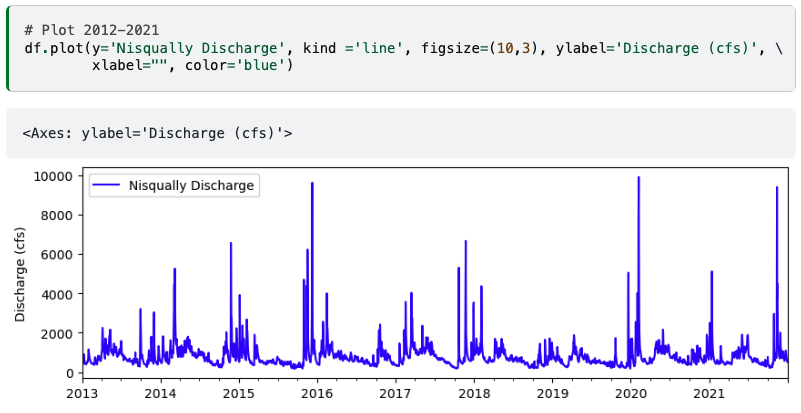 # Plot 2012-2021
df.plot(y='Nisqually Discharge', kind ='line', figsize=(10,3), ylabel='Discharge (cfs)', \
xlabel="", color='blue')
<Axes: ylabel='Discharge (cfs)'>
10000
Nisqually Discharge
8000
6000
4000
2000
0
Discharge (cfs)
2013 2014 2015 2016 2017 2018 2019 2020 2021